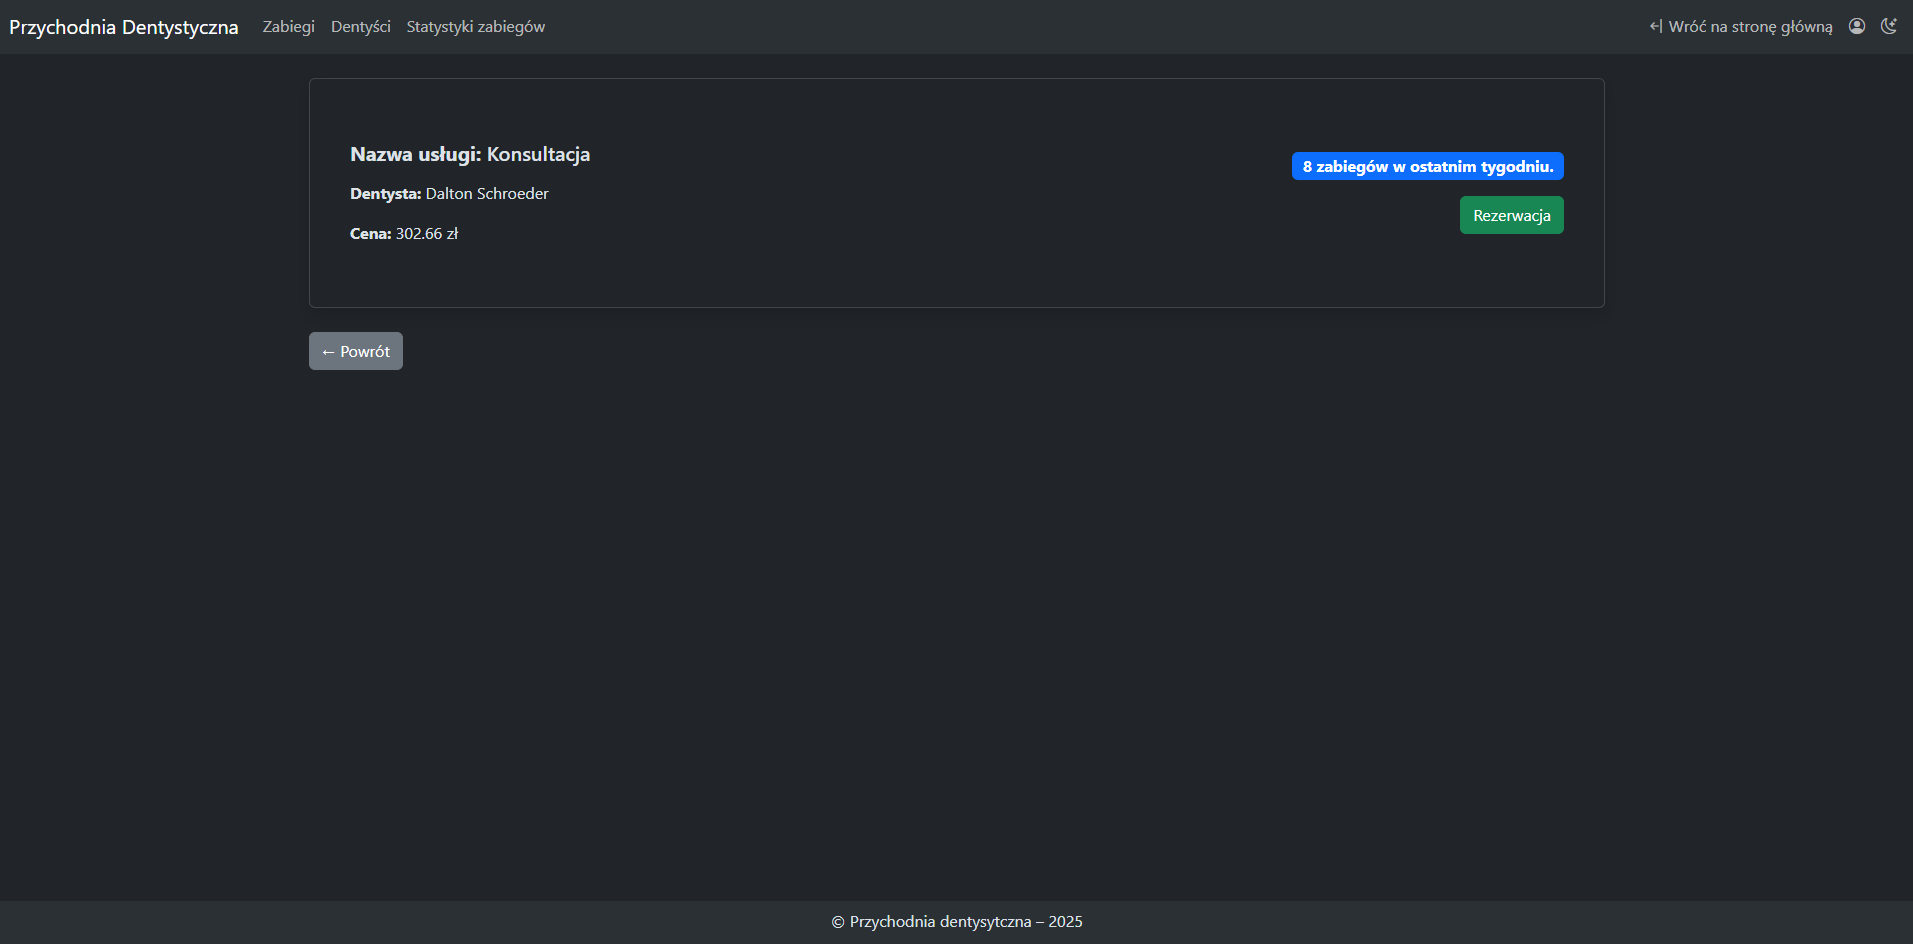 Przychodnia Dentystyczna Zabiegi Dentyści Statystyki zabiegów Wróć na stronę główną
Nazwa usługi: Konsultacja
8 zabiegów w ostatnim tygodniu.
Dentysta: Dalton Schroeder
Rezerwacja
Cena: 302.66 zł
← Powrót
© Przychodnia dentysytczna – 2025